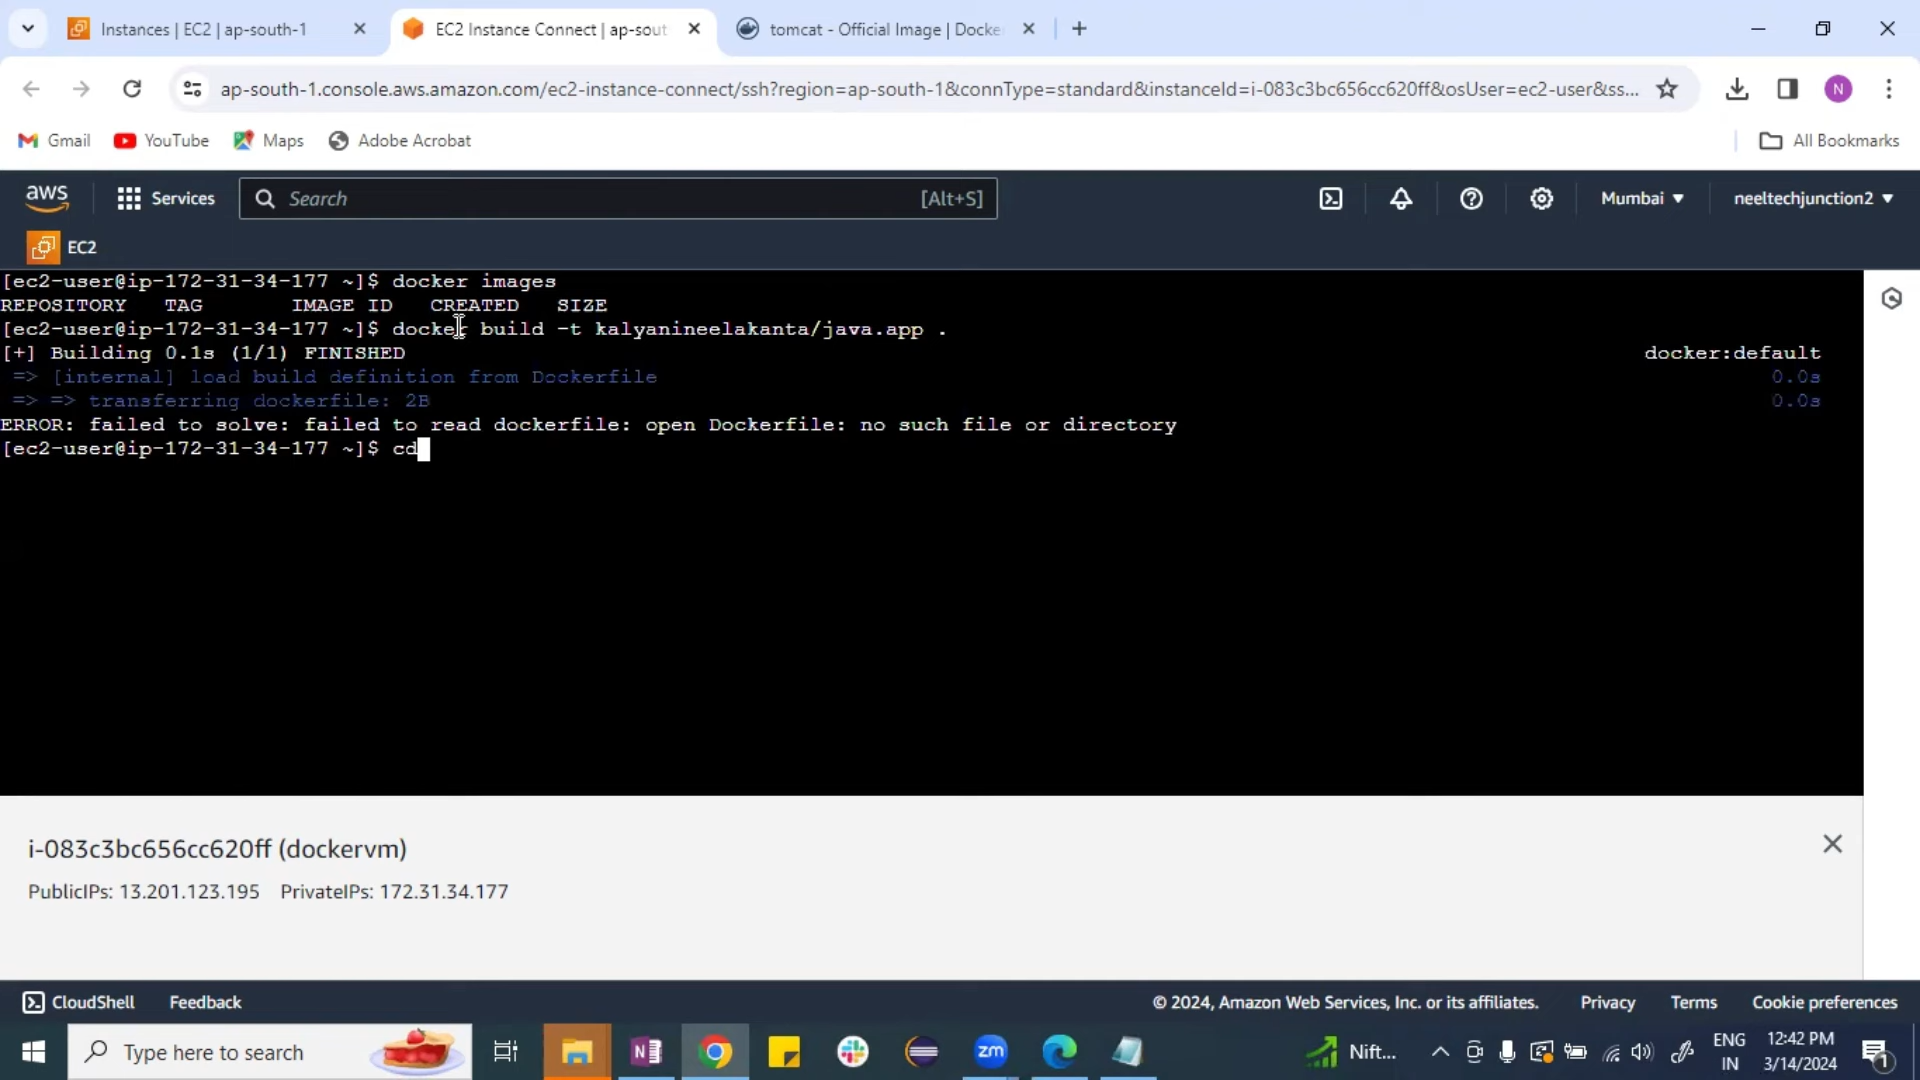 Instances | EC2 | ap-south-1
EC2 Instance Connect | ap-sout
tomcat - Official Image | Docke
ap-south-1.console.aws.amazon.com/ec2-instance-connect/ssh?region=ap-south-1&connType=standard&instanceId=i-083c3bc656cc620ff&osUser=ec2-user&ss...
N
Gmail
YouTube
Maps
Adobe Acrobat
All Bookmarks
aws
Services
Search
[Alt+S]
Mumbai
neeltechjunction2
EC2
[ec2-user@ip-172-31-34-177 ~]$ docker images
REPOSITORY TAG IMAGE ID CREATED SIZE
[ec2-user@ip-172-31-34-177 ~]$ docker build -t kalyanineelakanta/java.app .
[+] Building 0.1s (1/1) FINISHED docker:default
=> [internal] load build definition from Dockerfile 0.0s
=> => transferring dockerfile: 2B 0.0s
ERROR: failed to solve: failed to read dockerfile: open Dockerfile: no such file or directory
[ec2-user@ip-172-31-34-177 ~]$ cd
i-083c3bc656cc620ff (dockervm)
PublicIPs: 13.201.123.195 PrivateIPs: 172.31.34.177
CloudShell
Feedback
© 2024, Amazon Web Services, Inc. or its affiliates.
Privacy
Terms
Cookie preferences
Type here to search
zm
Nift...
ENG
IN
12:42 PM
3/14/2024
1